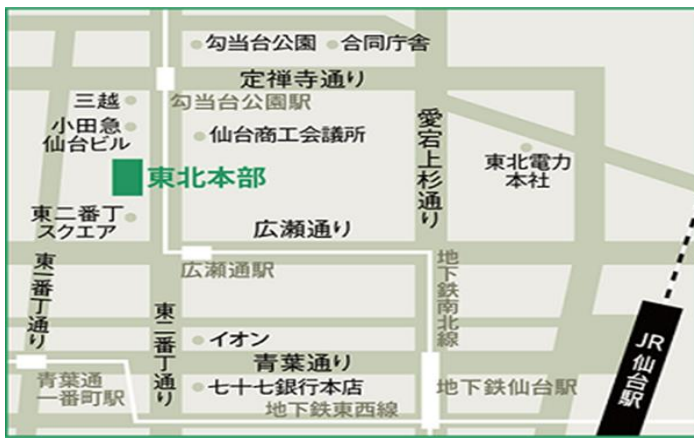 勾当台公園
合同庁舎
定禅寺通り
三越
勾当台公園駅
小田急
仙台ビル
仙台商工会議所
愛宕上杉通り
東北電力
本社
東北本部
東二番丁
スクエア
広瀬通り
広瀬通駅
地下鉄南北線
東一番丁通り
東二番丁通り
イオン
青葉通り
JR仙台駅
青葉通
一番町駅
七十七銀行本店
地下鉄仙台駅
地下鉄東西線